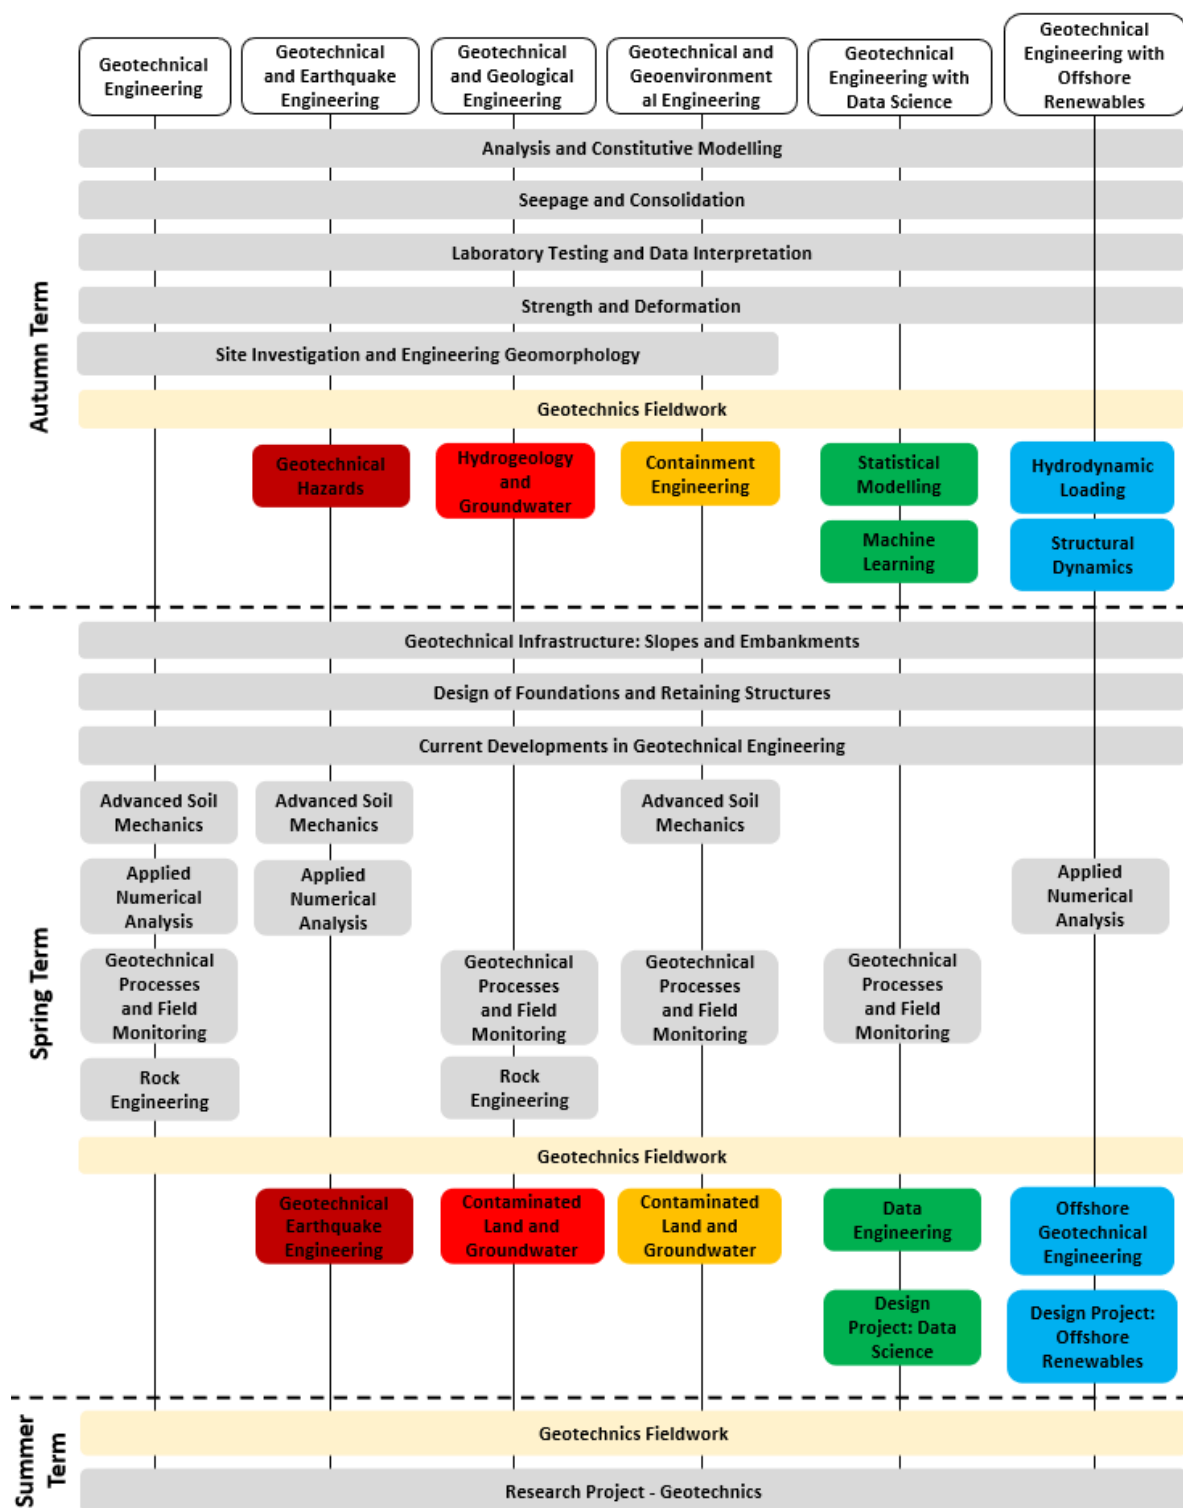 Geotechnical
Engineering
Geotechnical
and Earthquake
Engineering
Geotechnical
and Geological
Engineering
Geotechnical and
Geoenvironment
al Engineering
Geotechnical
Engineering with
Data Science
Geotechnical
Engineering with
Offshore
Renewables
Autumn Term
Analysis and Constitutive Modelling
Seepage and Consolidation
Laboratory Testing and Data Interpretation
Strength and Deformation
Site Investigation and Engineering Geomorphology
Geotechnics Fieldwork
Geotechnical
Hazards
Hydrogeology
and
Groundwater
Containment
Engineering
Statistical
Modelling
Hydrodynamic
Loading
Machine
Learning
Structural
Dynamics
Spring Term
Geotechnical Infrastructure: Slopes and Embankments
Design of Foundations and Retaining Structures
Current Developments in Geotechnical Engineering
Advanced Soil
Mechanics
Advanced Soil
Mechanics
Advanced Soil
Mechanics
Applied
Numerical
Analysis
Applied
Numerical
Analysis
Applied
Numerical
Analysis
Geotechnical
Processes
and Field
Monitoring
Geotechnical
Processes
and Field
Monitoring
Geotechnical
Processes
and Field
Monitoring
Geotechnical
Processes
and Field
Monitoring
Rock
Engineering
Rock
Engineering
Geotechnics Fieldwork
Geotechnical
Earthquake
Engineering
Contaminated
Land and
Groundwater
Contaminated
Land and
Groundwater
Data
Engineering
Offshore
Geotechnical
Engineering
Design
Project: Data
Science
Design Project:
Offshore
Renewables
Summer
Term
Geotechnics Fieldwork
Research Project - Geotechnics